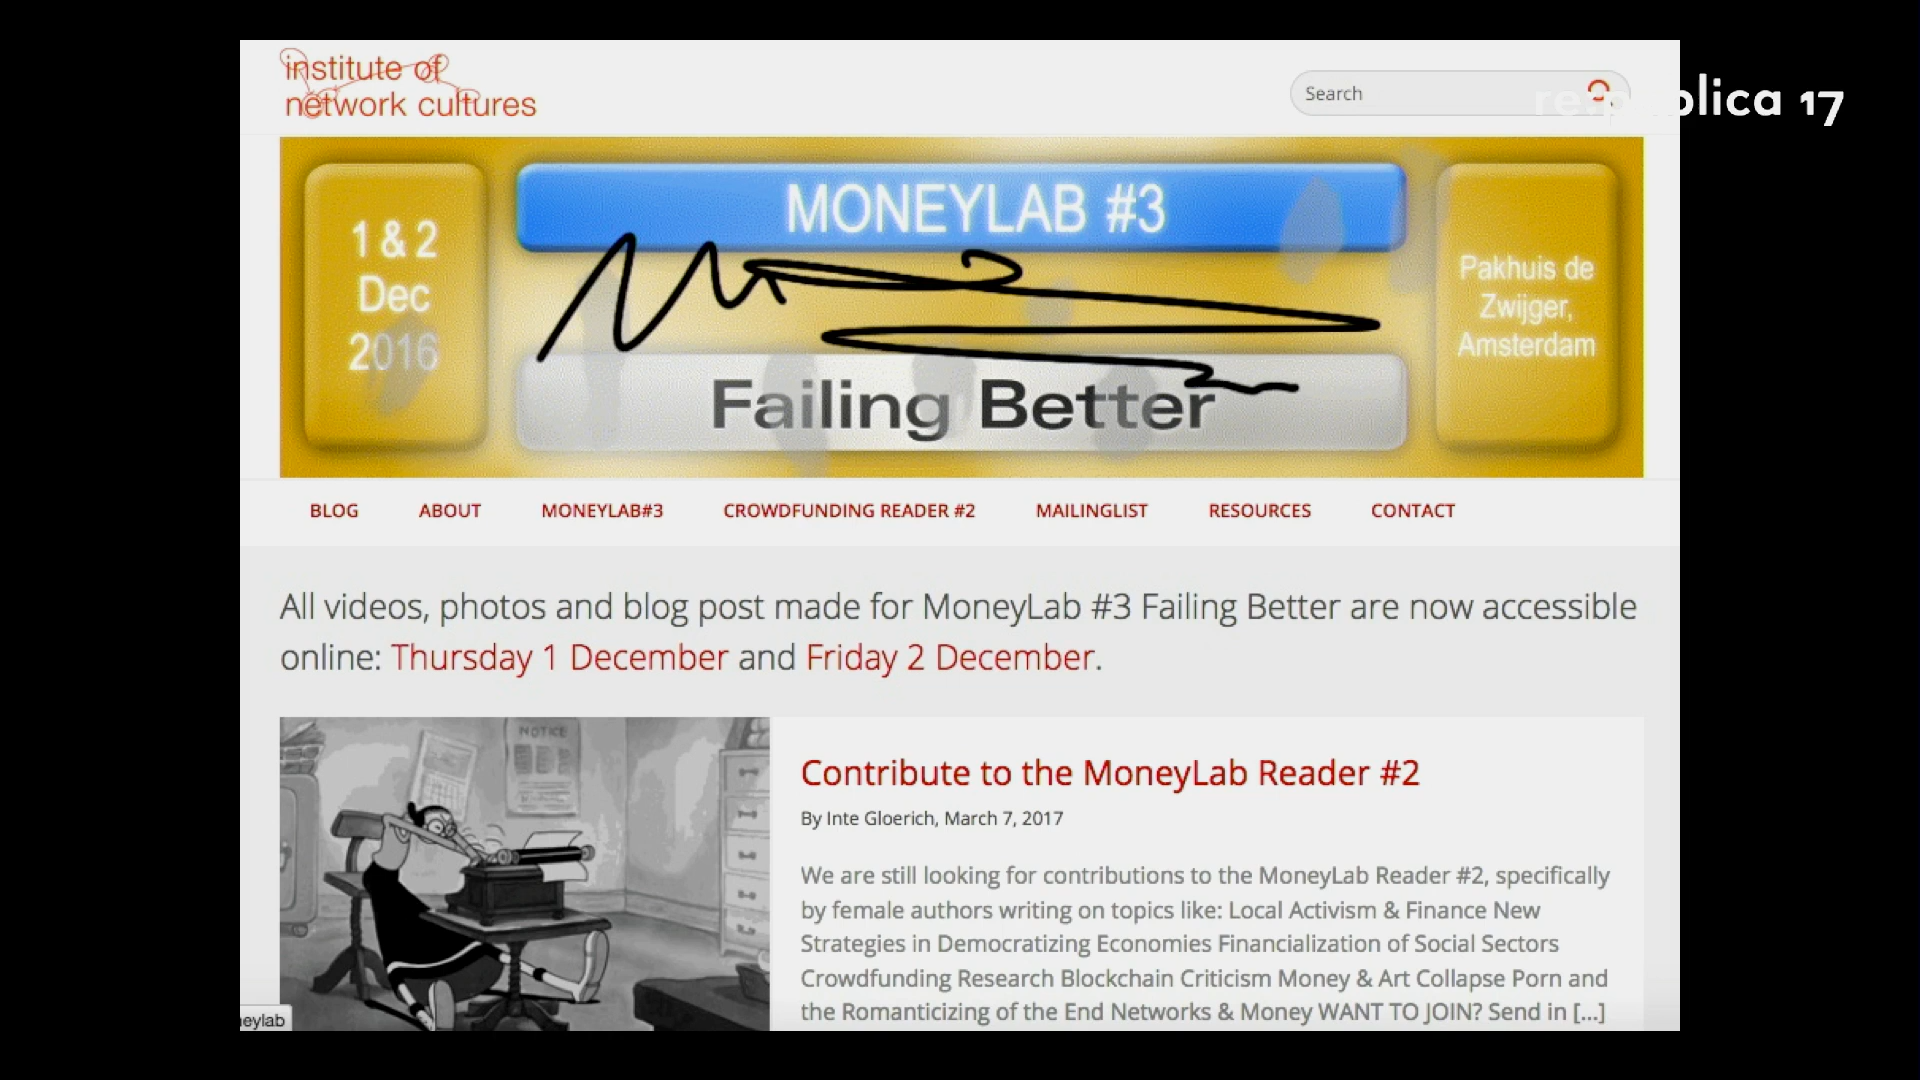 institute of
network cultures
Search
re:publica 17
1 & 2
Dec
2016
MONEYLAB #3
Failing Better
Pakhuis de
Zwijger,
Amsterdam
BLOG ABOUT MONEYLAB#3 CROWDFUNDING READER #2 MAILINGLIST RESOURCES CONTACT
All videos, photos and blog post made for MoneyLab #3 Failing Better are now accessible
online: Thursday 1 December and Friday 2 December.
NOTICE
Contribute to the MoneyLab Reader #2
By Inte Gloerich, March 7, 2017
We are still looking for contributions to the MoneyLab Reader #2, specifically
by female authors writing on topics like: Local Activism & Finance New
Strategies in Democratizing Economies Financialization of Social Sectors
Crowdfunding Research Blockchain Criticism Money & Art Collapse Porn and
the Romanticizing of the End Networks & Money WANT TO JOIN? Send in [...]
eylab